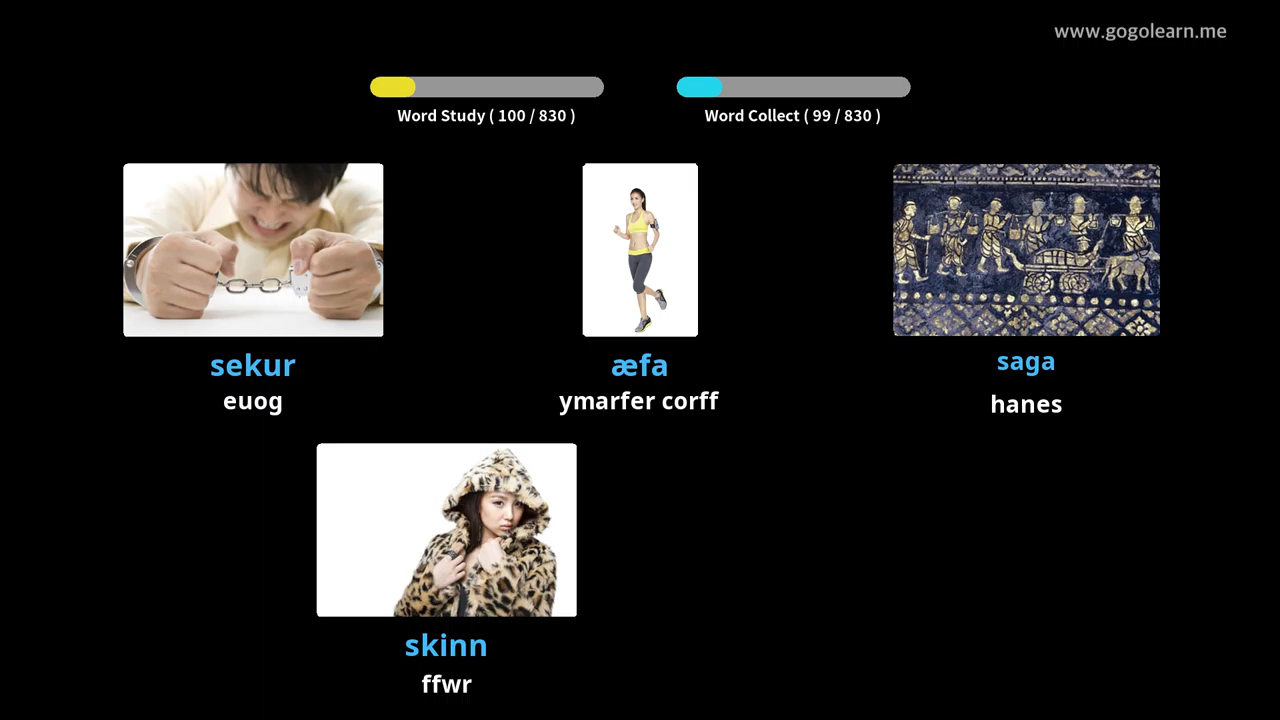 www.gogolearn.me
Word Study ( 100 / 830 )
Word Collect ( 99 / 830 )
sekur
euog
æfa
ymarfer corff
saga
hanes
skinn
ffwr